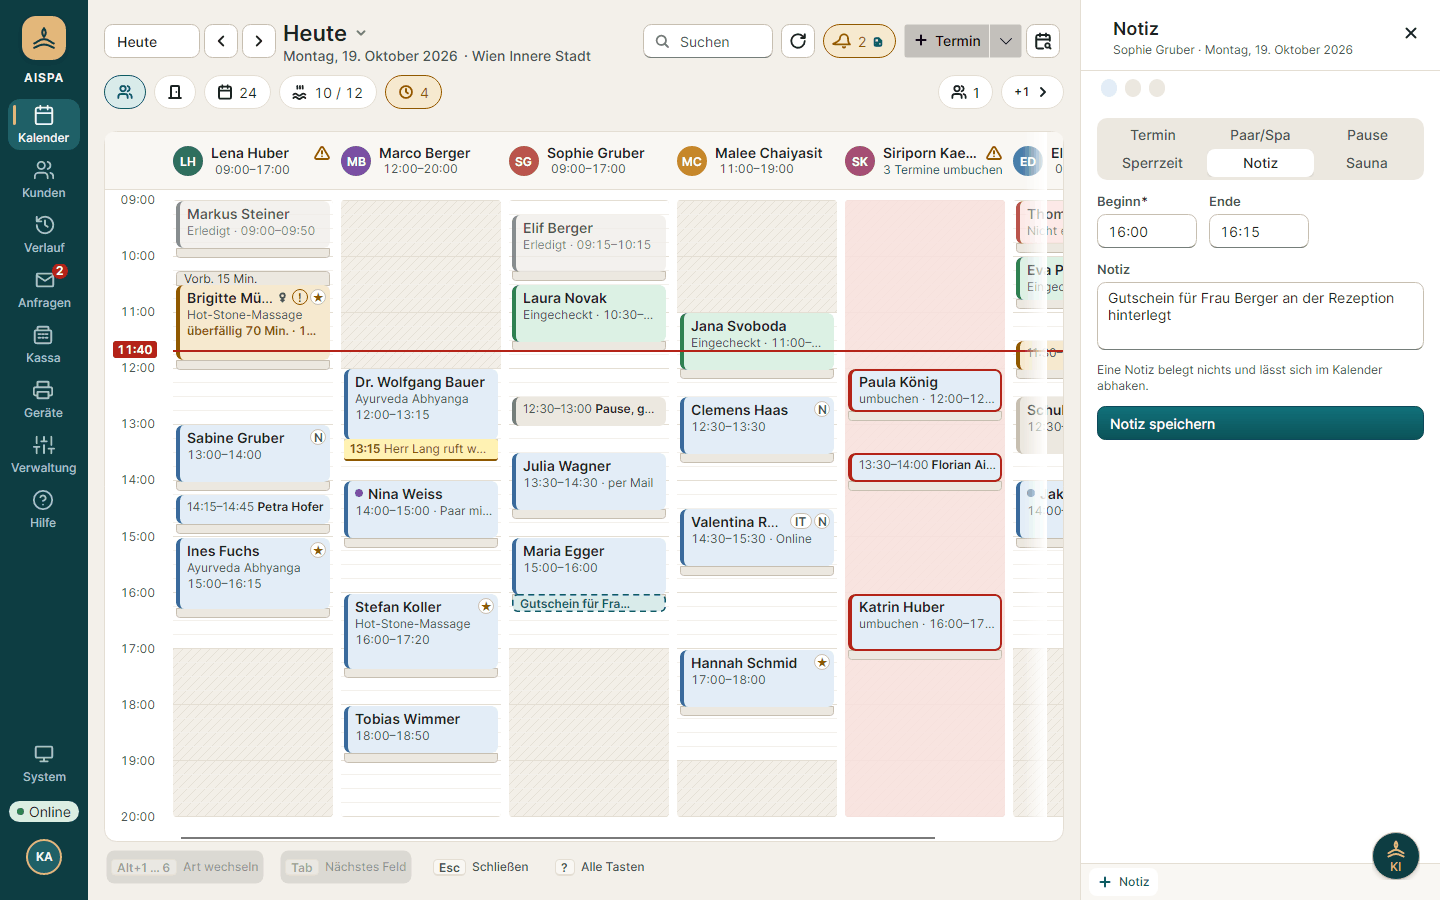 AISPA
Kalender
Kunden
Verlauf
Anfragen
2
Kassa
Geräte
Verwaltung
Hilfe
System
Online
KA
Heute
Heute
Montag, 19. Oktober 2026 · Wien Innere Stadt
Suchen
2
Termin
24
10 / 12
4
1
+1
LH Lena Huber
09:00–17:00
MB Marco Berger
12:00–20:00
SG Sophie Gruber
09:00–17:00
MC Malee Chaiyasit
11:00–19:00
SK Siriporn Kae...
3 Termine umbuchen
ED
09:00
10:00
11:00
11:40
12:00
13:00
14:00
15:00
16:00
17:00
18:00
19:00
20:00
Markus Steiner
Erledigt · 09:00–09:50
Vorb. 15 Min.
Brigitte Mü...
Hot-Stone-Massage
überfällig 70 Min. · 1...
Sabine Gruber N
13:00–14:00
14:15–14:45 Petra Hofer
Ines Fuchs
Ayurveda Abhyanga
15:00–16:15
Dr. Wolfgang Bauer
Ayurveda Abhyanga
12:00–13:15
13:15 Herr Lang ruft w...
Nina Weiss
14:00–15:00 · Paar mi...
Stefan Koller
Hot-Stone-Massage
16:00–17:20
Tobias Wimmer
18:00–18:50
Elif Berger
Erledigt · 09:15–10:15
Laura Novak
Eingecheckt · 10:30–...
12:30–13:00 Pause, g...
Julia Wagner
13:30–14:30 · per Mail
Maria Egger
15:00–16:00
Gutschein für Fra...
Jana Svoboda
Eingecheckt · 11:00–...
Clemens Haas N
12:30–13:30
Valentina R... IT N
14:30–15:30 · Online
Hannah Schmid
17:00–18:00
Paula König
umbuchen · 12:00–12...
13:30–14:00 Florian Ai...
Katrin Huber
umbuchen · 16:00–17...
Thom
Nicht e
Eva P
Einge
11:30–
Schul
12:30–
Jak
14:00–
Alt+1 ... 6 Art wechseln
Tab Nächstes Feld
Esc Schließen
? Alle Tasten
Notiz
Sophie Gruber · Montag, 19. Oktober 2026
Termin
Paar/Spa
Pause
Sperrzeit
Notiz
Sauna
Beginn*
Ende
16:00
16:15
Notiz
Gutschein für Frau Berger an der Rezeption
hinterlegt
Eine Notiz belegt nichts und lässt sich im Kalender
abhaken.
Notiz speichern
Notiz
KI